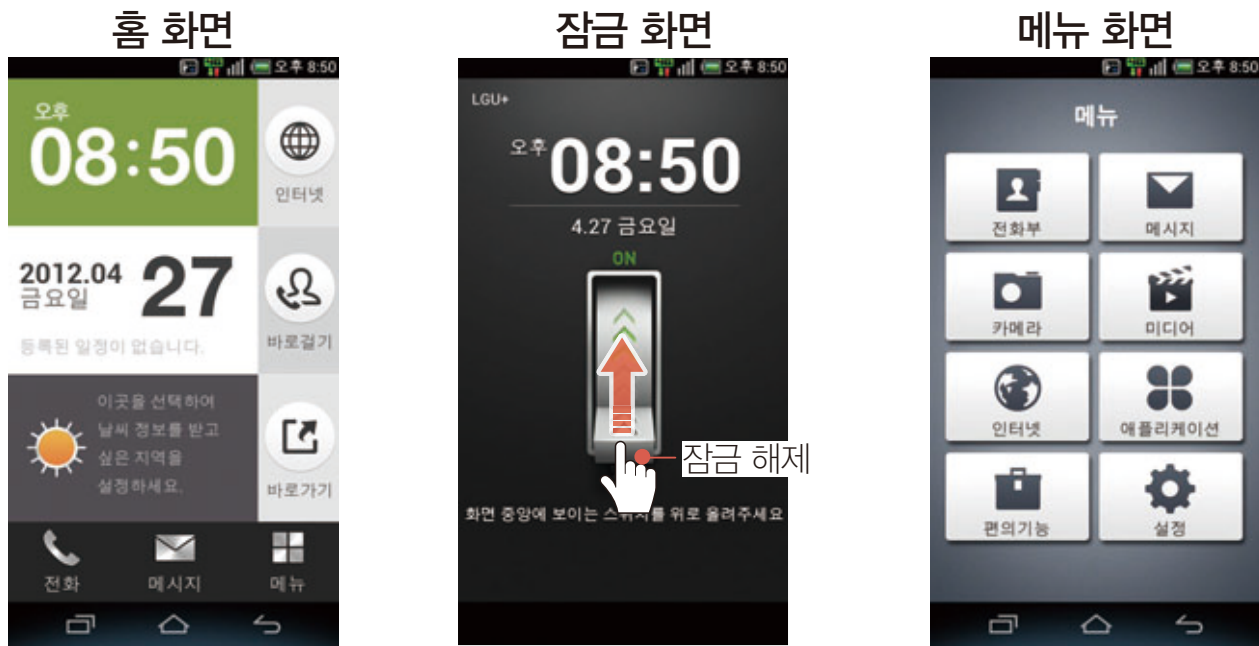 홈 화면
오후 8:50
오후
08:50
인터넷
2012.04
금요일
27
등록된 일정이 없습니다.
바로걸기
이곳을 선택하여
날씨 정보를 받고
싶은 지역을
설정하세요.
바로가기
전화
메시지
메뉴
잠금 화면
오후 8:50
LGU+
오후 08:50
4.27 금요일
ON
잠금 해제
화면 중앙에 보이는 스위치를 위로 올려주세요
메뉴 화면
오후 8:50
메뉴
전화부
메시지
카메라
미디어
인터넷
애플리케이션
편의기능
설정